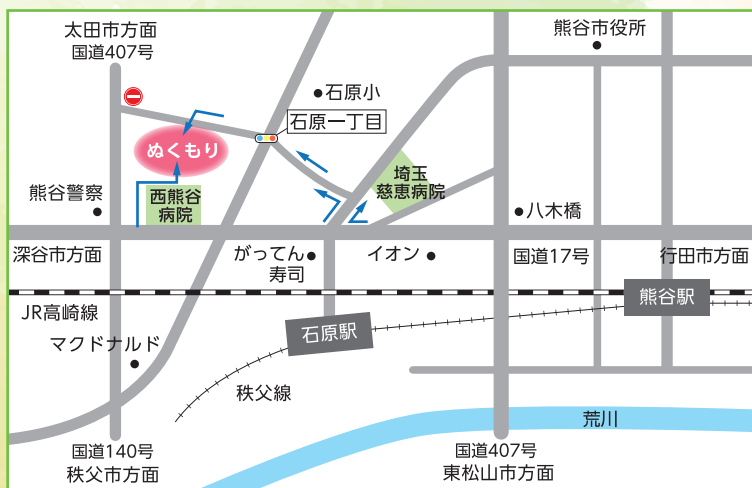 太田市方面
国道407号
熊谷市役所
石原小
石原一丁目
ぬくもり
埼玉
慈恵病院
熊谷警察
西熊谷
病院
八木橋
深谷市方面
がってん
寿司
イオン
国道17号
行田市方面
熊谷駅
JR高崎線
石原駅
マクドナルド
秩父線
荒川
国道140号
秩父市方面
国道407号
東松山市方面